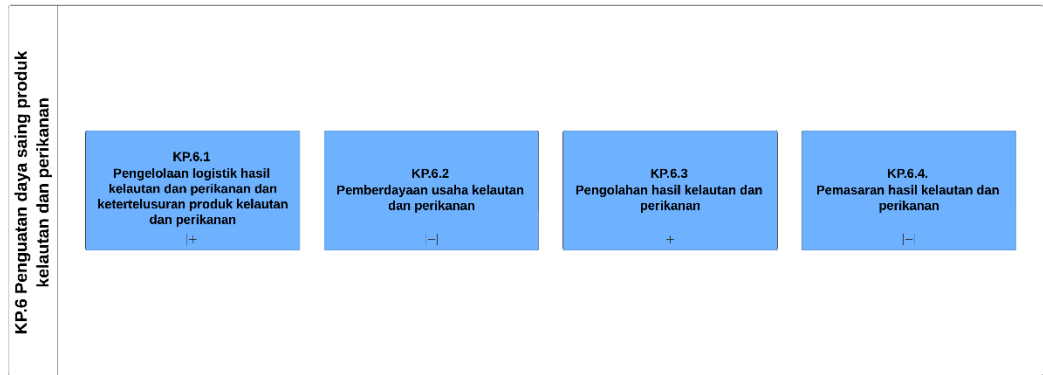 KP.6 Penguatan daya saing produk
kelautan dan perikanan
KP.6.1
Pengelolaan logistik hasil
kelautan dan perikanan dan
ketertelusuran produk kelautan
dan perikanan
KP.6.2
Pemberdayaan usaha kelautan
dan perikanan
KP.6.3
Pengolahan hasil kelautan dan
perikanan
KP.6.4.
Pemasaran hasil kelautan dan
perikanan